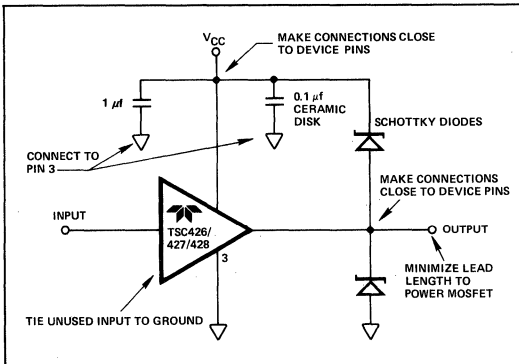 MAKE CONNECTIONS CLOSE
TO DEVICE PINS
VCC
1 µf
0.1 µf
CERAMIC
DISK
SCHOTTKY DIODES
CONNECT TO
PIN 3
MAKE CONNECTIONS
CLOSE TO DEVICE PINS
INPUT
TSC426/
427/428
3
OUTPUT
MINIMIZE LEAD
LENGTH TO
POWER MOSFET
TIE UNUSED INPUT TO GROUND